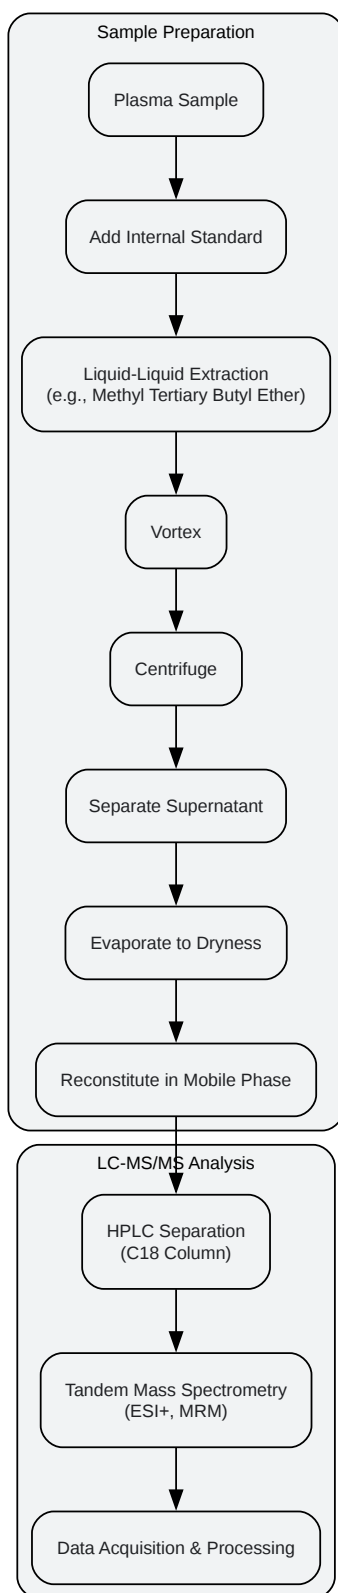 Sample Preparation
Plasma Sample
Add Internal Standard
Liquid-Liquid Extraction
(e.g., Methyl Tertiary Butyl Ether)
Vortex
Centrifuge
Separate Supernatant
Evaporate to Dryness
Reconstitute in Mobile Phase
LC-MS/MS Analysis
HPLC Separation
(C18 Column)
Tandem Mass Spectrometry
(ESI+, MRM)
Data Acquisition & Processing